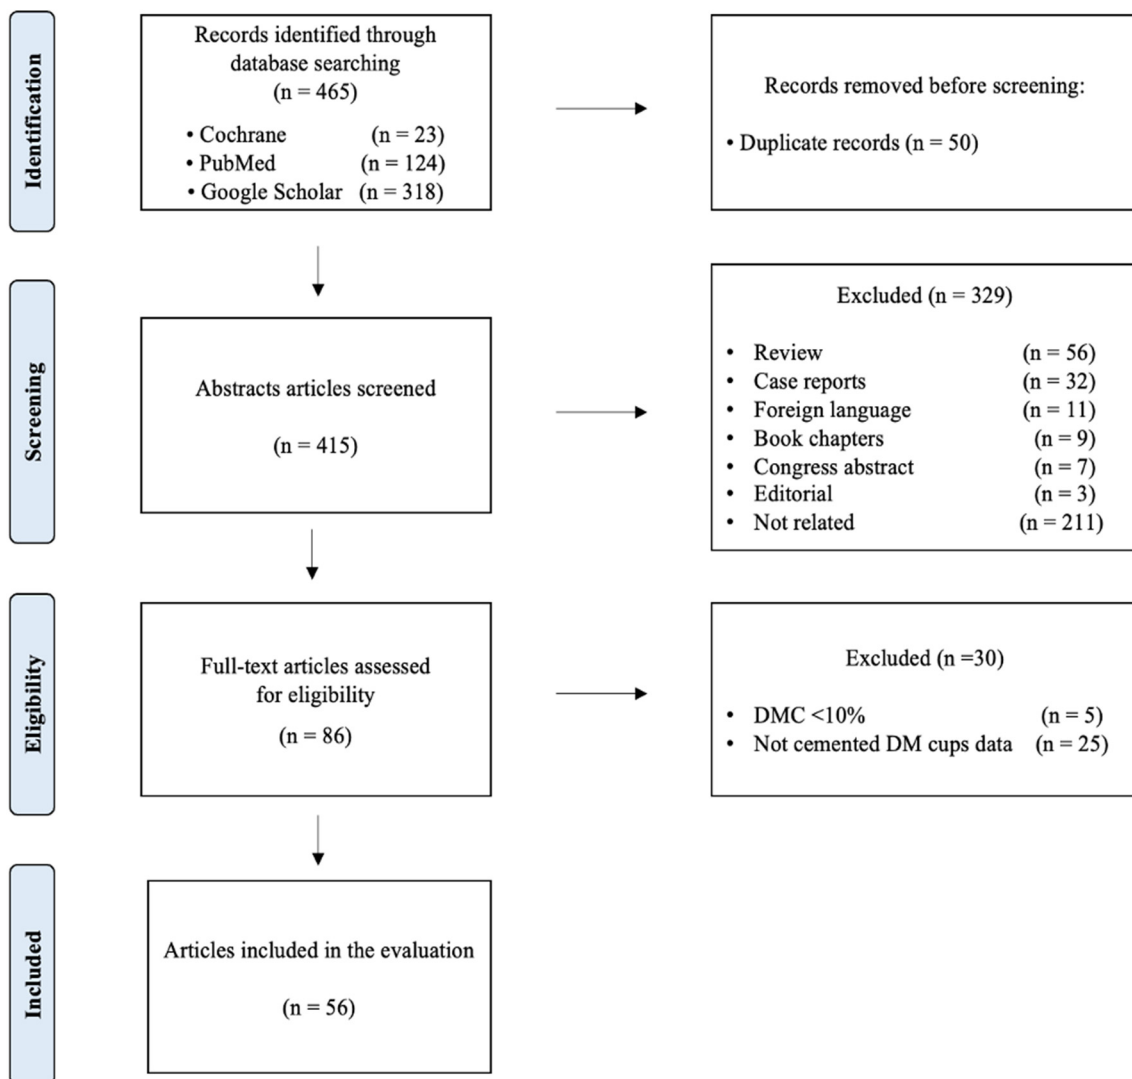 Identification
Records identified through
database searching
(n = 465)
• Cochrane (n = 23)
• PubMed (n = 124)
• Google Scholar (n = 318)
Records removed before screening:
• Duplicate records (n = 50)
Screening
Abstracts articles screened
(n = 415)
Excluded (n = 329)
• Review (n = 56)
• Case reports (n = 32)
• Foreign language (n = 11)
• Book chapters (n = 9)
• Congress abstract (n = 7)
• Editorial (n = 3)
• Not related (n = 211)
Eligibility
Full-text articles assessed
for eligibility
(n = 86)
Excluded (n =30)
• DMC <10% (n = 5)
• Not cemented DM cups data (n = 25)
Included
Articles included in the evaluation
(n = 56)